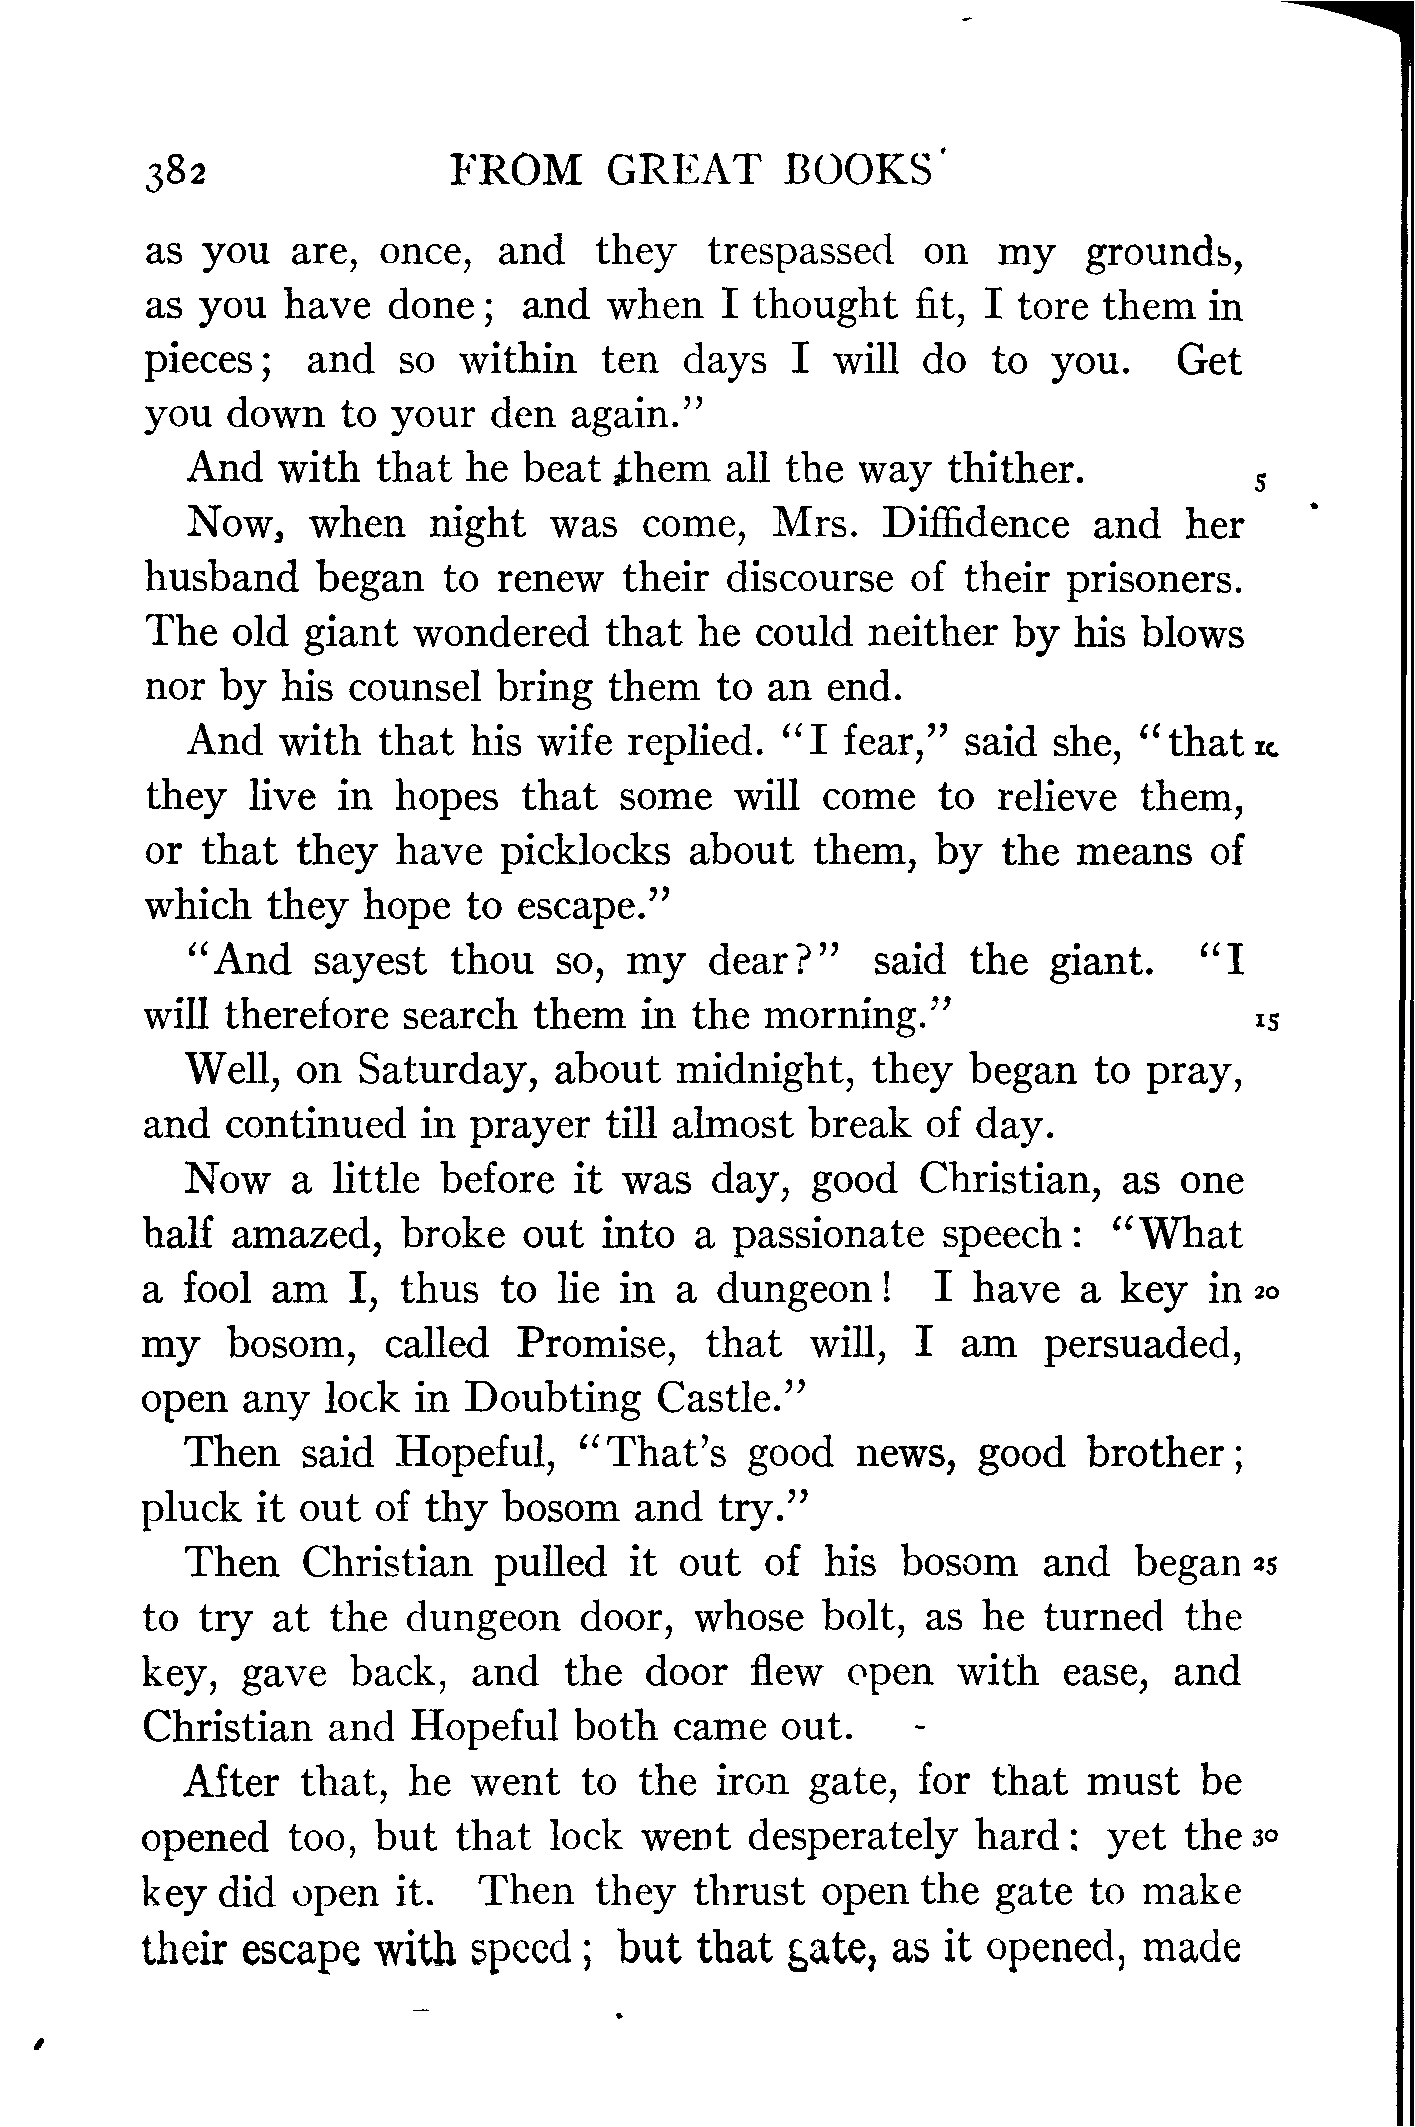 382 FROM GREAT BOOKS
as you are, once, and they trespassed on my grounds,
as you have done; and when I thought fit, I tore them in
pieces; and so within ten days I will do to you. Get
you down to your den again."
And with that he beat them all the way thither. 5
Now, when night was come, Mrs. Diffidence and her
husband began to renew their discourse of their prisoners.
The old giant wondered that he could neither by his blows
nor by his counsel bring them to an end.
And with that his wife replied. "I fear," said she, "that 10
they live in hopes that some will come to relieve them,
or that they have picklocks about them, by the means of
which they hope to escape."
"And sayest thou so, my dear?" said the giant. "I
will therefore search them in the morning." 15
Well, on Saturday, about midnight, they began to pray,
and continued in prayer till almost break of day.
Now a little before it was day, good Christian, as one
half amazed, broke out into a passionate speech: "What
a fool am I, thus to lie in a dungeon! I have a key in 20
my bosom, called Promise, that will, I am persuaded,
open any lock in Doubting Castle."
Then said Hopeful, "That's good news, good brother;
pluck it out of thy bosom and try."
Then Christian pulled it out of his bosom and began 25
to try at the dungeon door, whose bolt, as he turned the
key, gave back, and the door flew open with ease, and
Christian and Hopeful both came out.
After that, he went to the iron gate, for that must be
opened too, but that lock went desperately hard: yet the 30
key did open it. Then they thrust open the gate to make
their escape with speed; but that gate, as it opened, made